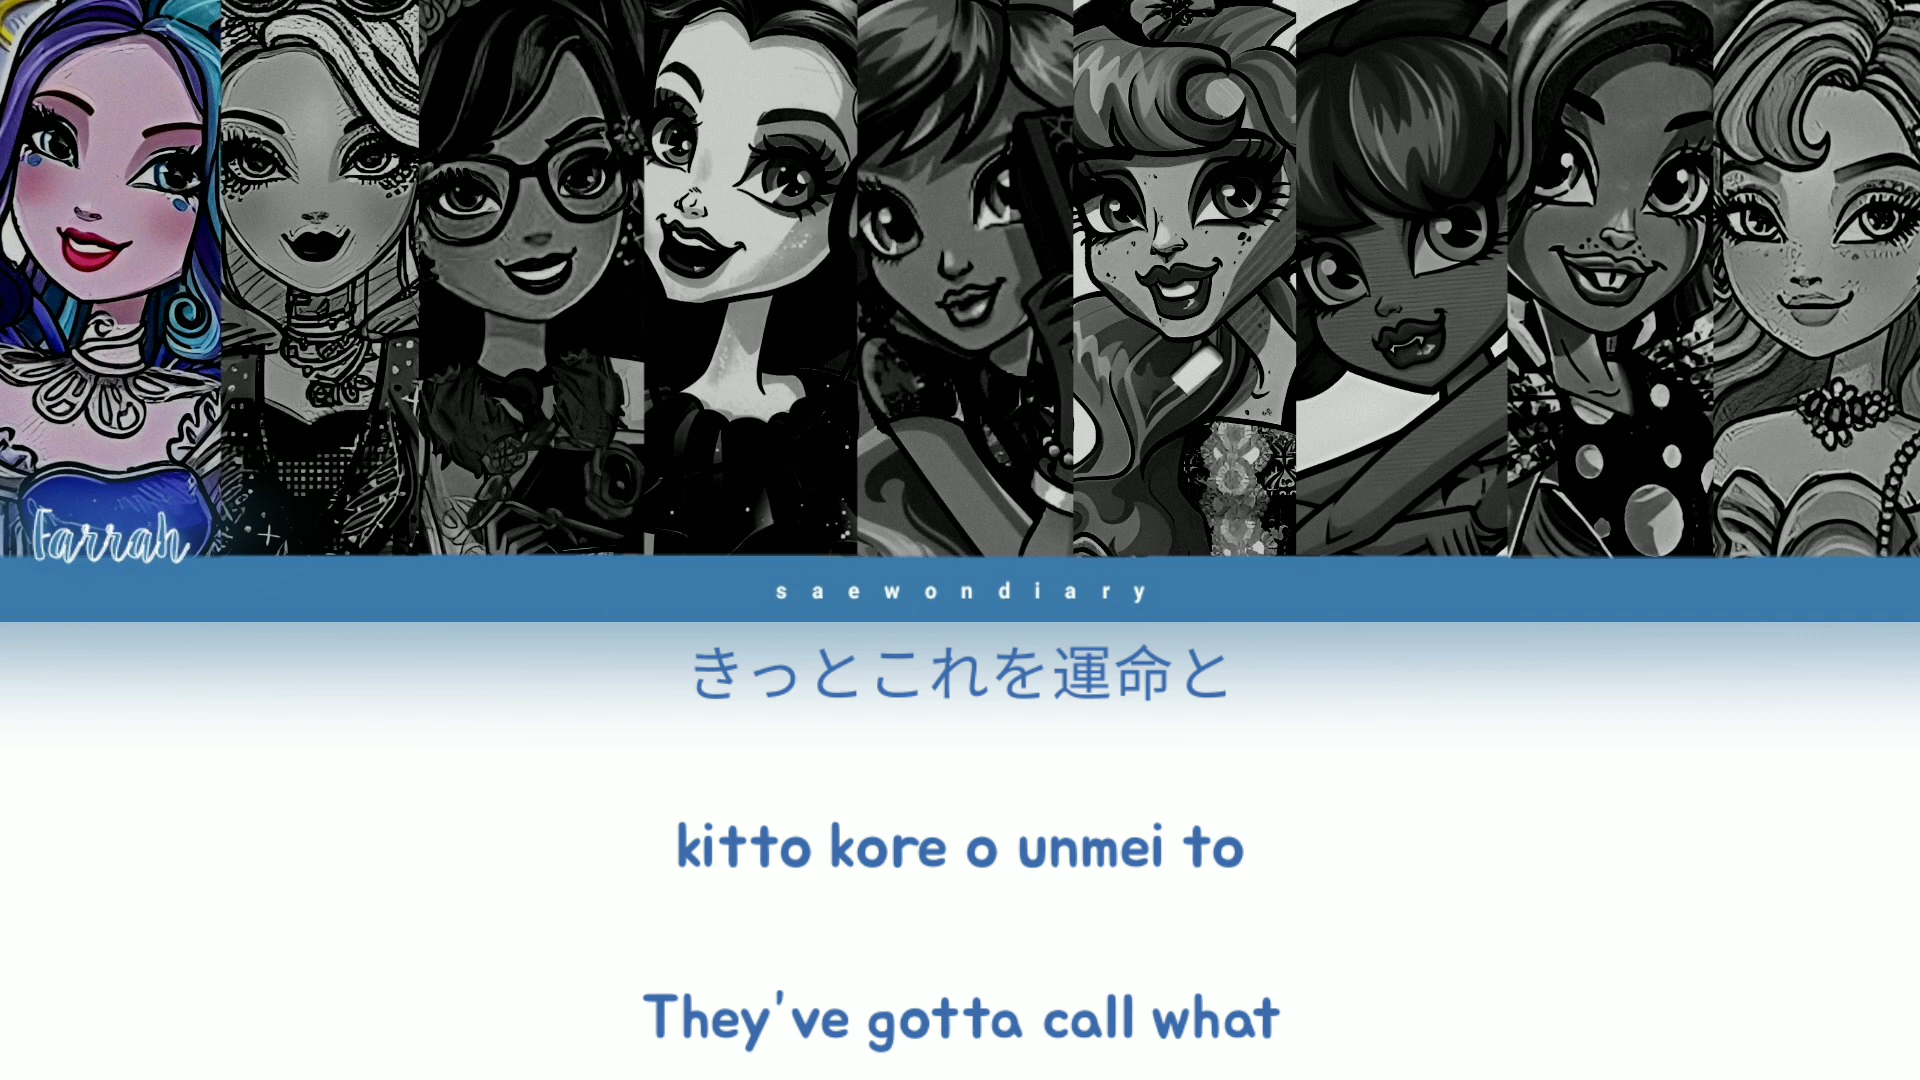 Farrah
saewondiary
きっとこれを運命と
kitto kore o unmei to
They've gotta call what